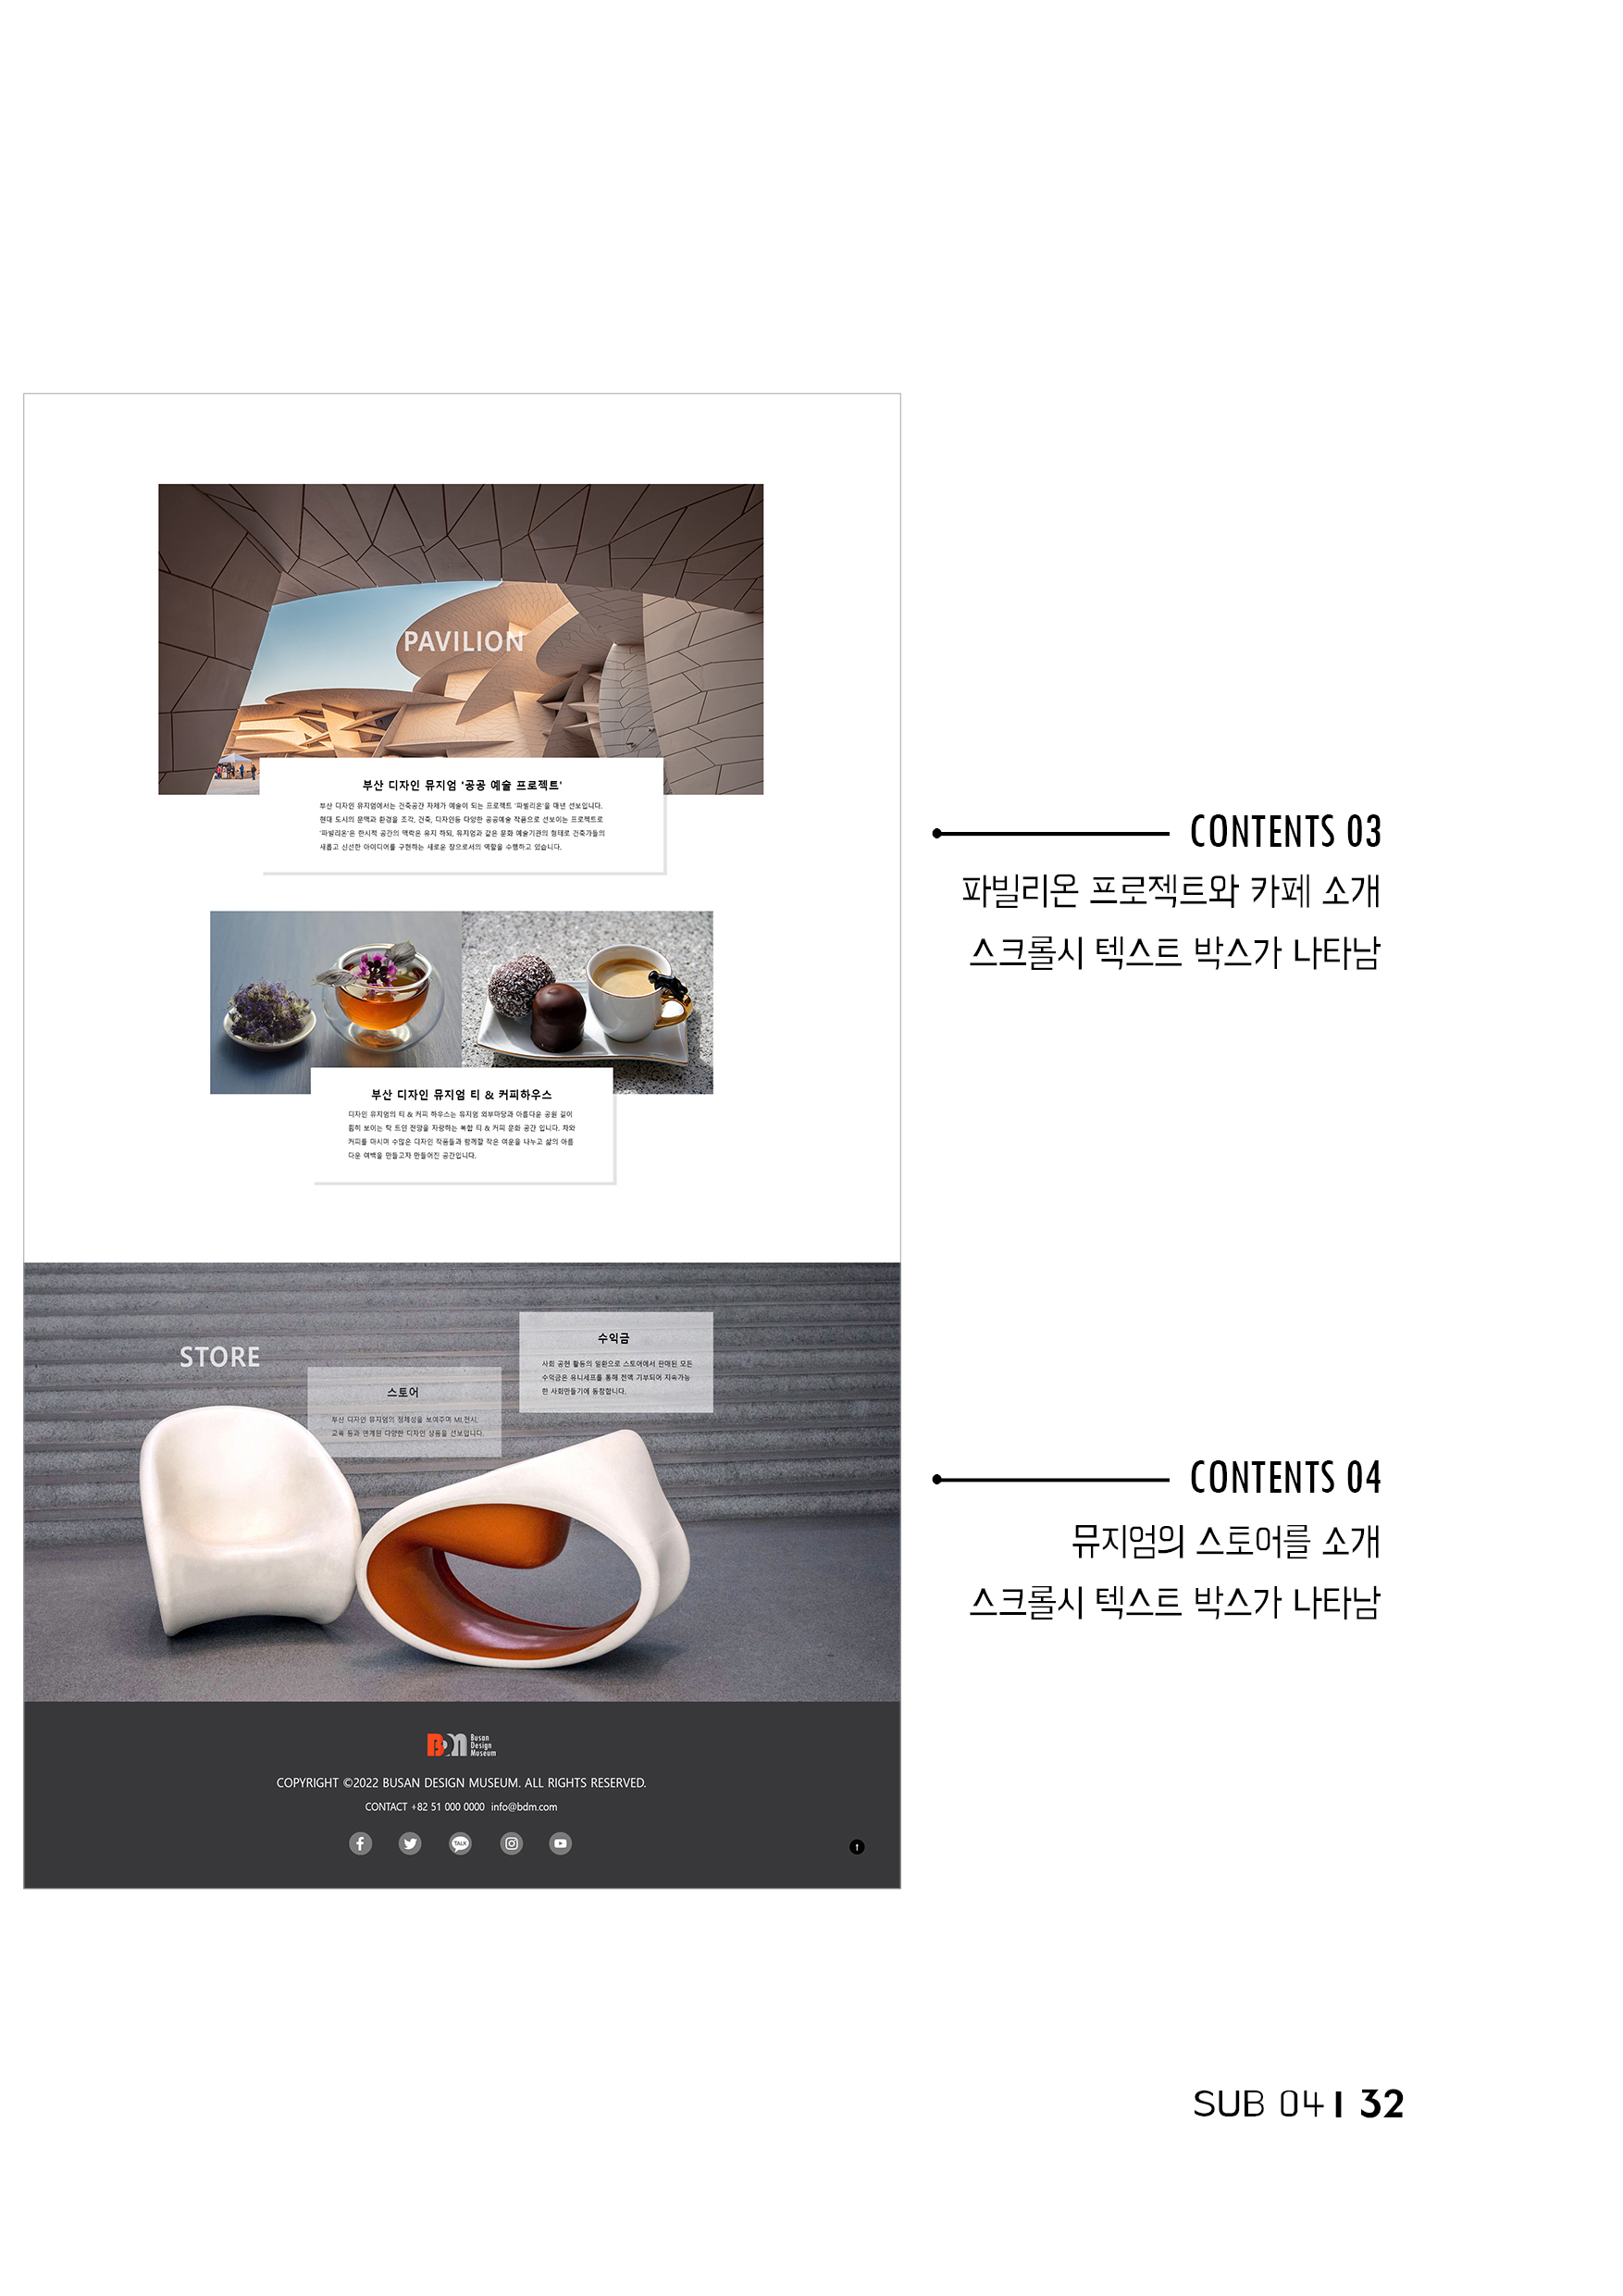 PAVILION
부산 디자인 뮤지엄 '공공 예술 프로젝트'
부산 디자인 뮤지엄에서는 건축공간 자체가 예술이 되는 프로젝트 '파빌리온'을 매년 선보입니다.
현대 도시의 문맥과 환경을 조각, 건축, 디자인등 다양한 공공예술 작품으로 선보이는 프로젝트로
'파빌리온'은 한시적 공간의 맥락은 유지 하되, 뮤지엄과 같은 문화 예술기관의 형태로 건축가들의
새롭고 신선한 아이디어를 구현하는 새로운 장으로서의 역할을 수행하고 있습니다.
CONTENTS 03
파빌리온 프로젝트와 카페 소개
스크롤시 텍스트 박스가 나타남
부산 디자인 뮤지엄 티 & 커피하우스
디자인 뮤지엄의 티 & 커피 하우스는 뮤지엄 외부마당과 아름다운 공원 길이
훤히 보이는 탁 트인 전망을 자랑하는 복합 티 & 커피 문화 공간 입니다. 차와
커피를 마시며 수많은 디자인 작품들과 함께할 작은 여운을 나누고 삶의 아름
다운 여백을 만들고자 만들어진 공간입니다.
STORE
스토어
부산 디자인 뮤지엄의 정체성을 보여주며 MI,전시,
교육 등과 연계된 다양한 디자인 상품을 선보입니다.
수익금
사회 공헌 활동의 일환으로 스토어에서 판매된 모든
수익금은 유니세프를 통해 전액 기부되어 지속가능
한 사회만들기에 동참합니다.
CONTENTS 04
뮤지엄의 스토어를 소개
스크롤시 텍스트 박스가 나타남
BDM
Busan
Design
Museum
COPYRIGHT ©2022 BUSAN DESIGN MUSEUM. ALL RIGHTS RESERVED.
CONTACT +82 51 000 0000 info@bdm.com
TALK
SUB 04 | 32